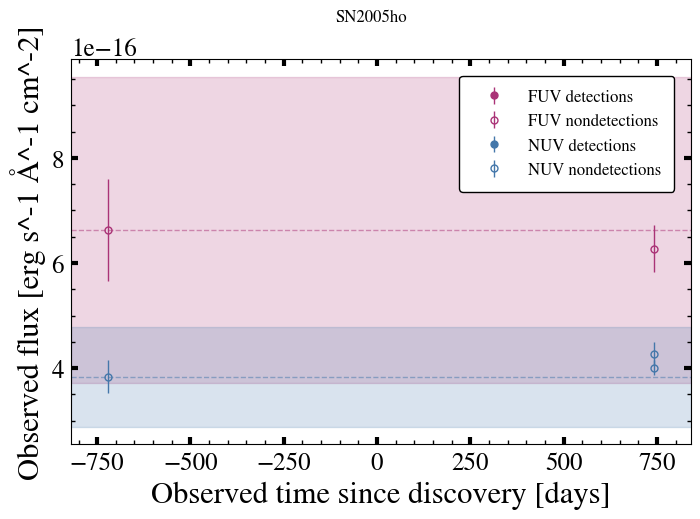 SN2005ho
1e−16
FUV detections
FUV nondetections
NUV detections
NUV nondetections
8
6
4
Observed flux [erg s^-1 Å^-1 cm^-2]
−750 −500 −250 0 250 500 750
Observed time since discovery [days]